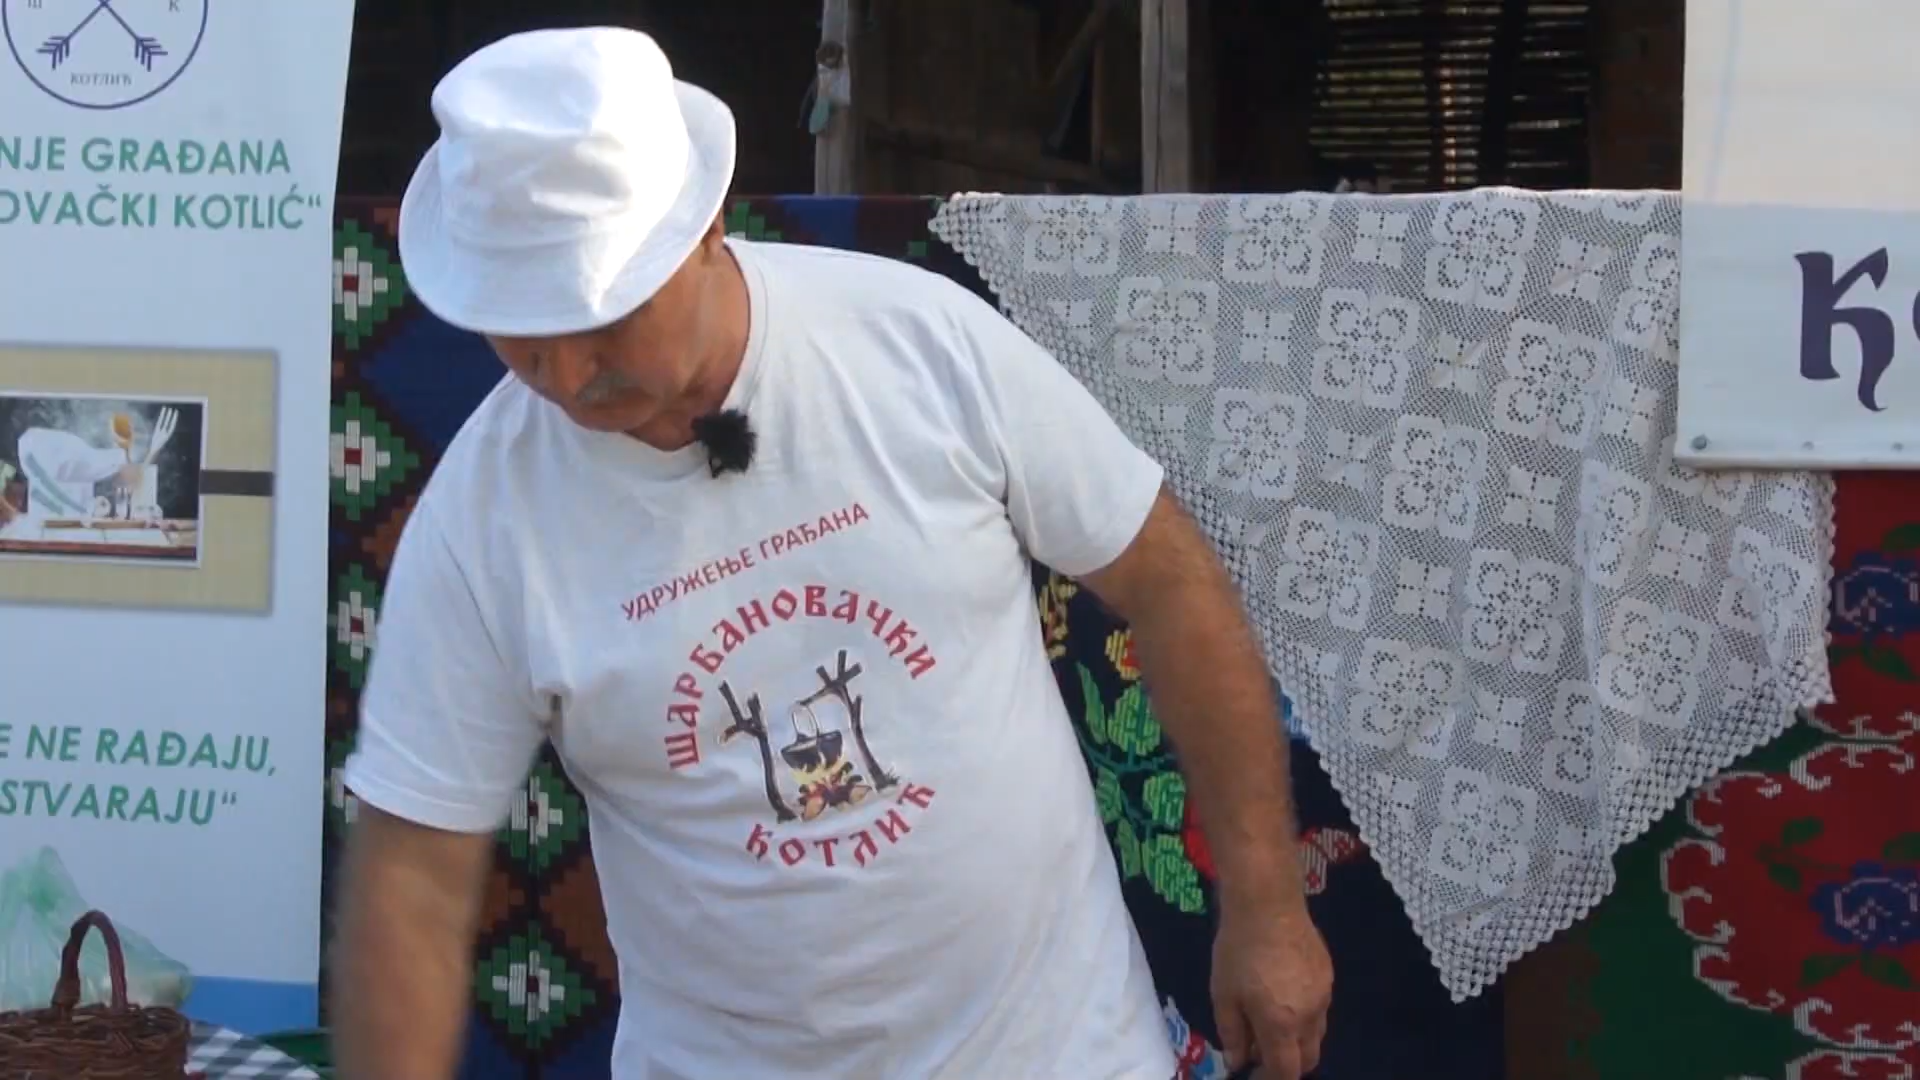 Ш К
КОТЛИЋ
NJE GRAĐANA
OVAČKI KOTLIĆ“
E NE RAĐAJU,
STVARAJU“
УДРУЖЕЊЕ ГРАЂАНА
ШАРБАНОВАЧКИ
КОТЛИЋ
К